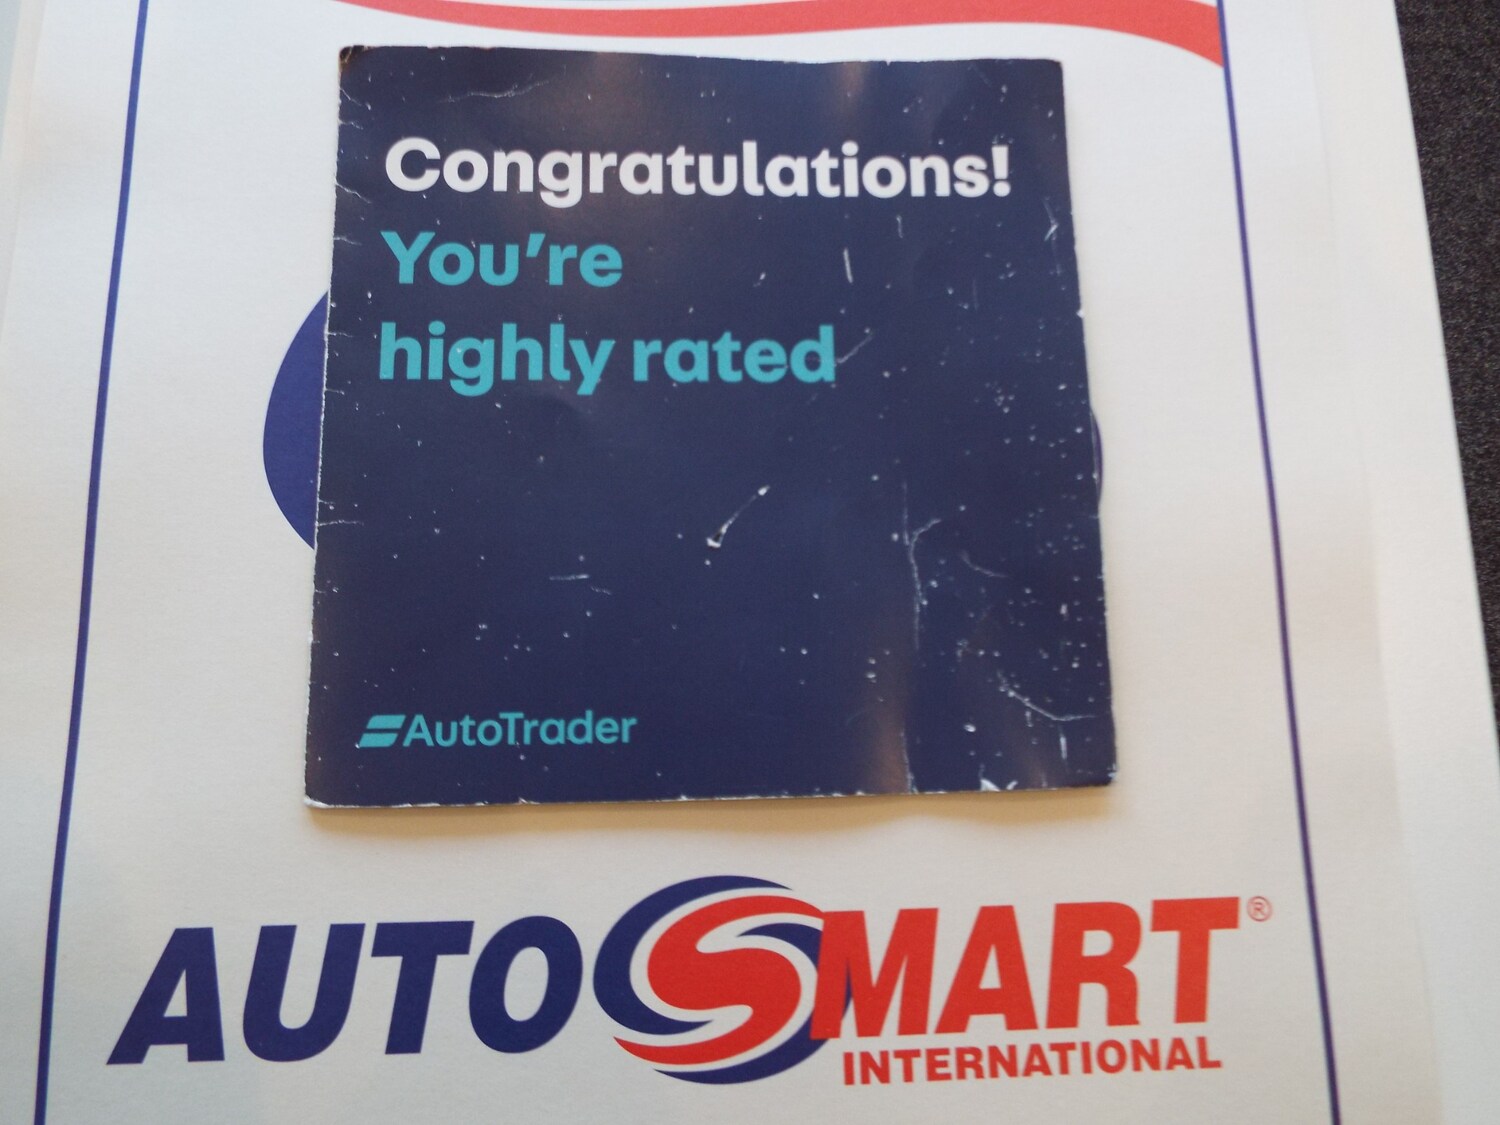 Congratulations!
You're
highly rated
AutoTrader
AUTOSMART®
INTERNATIONAL